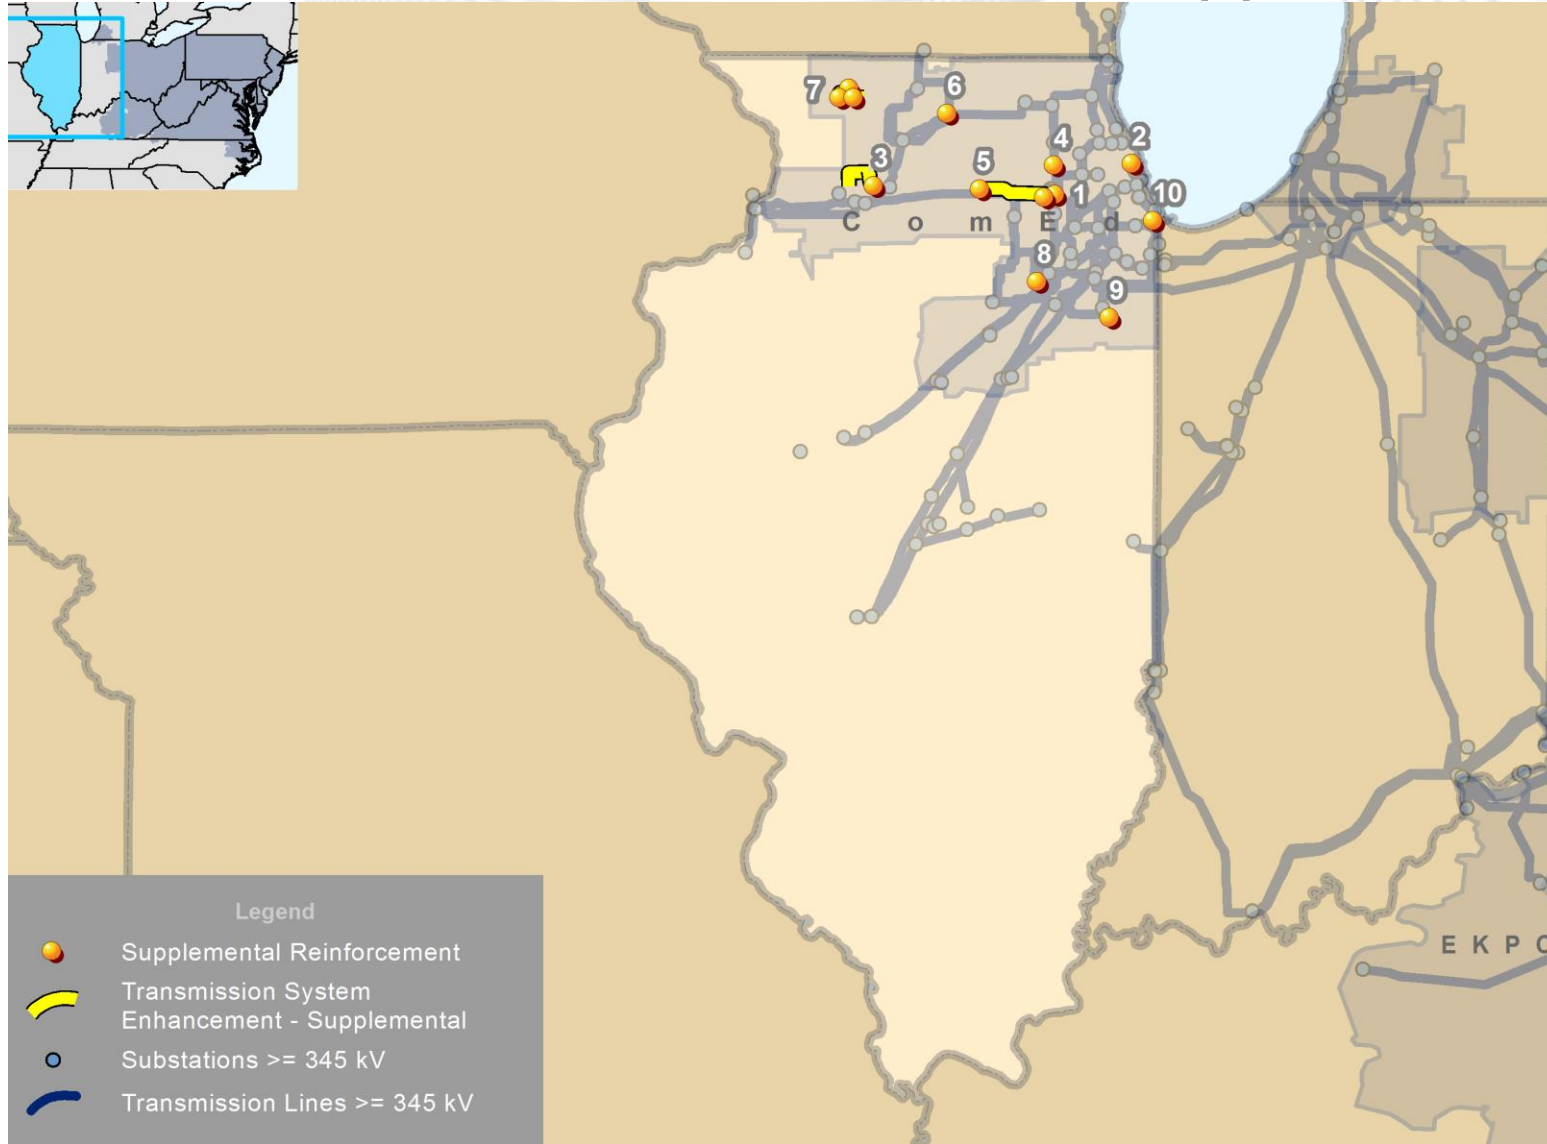 7
6
3
5
4
2
1
10
C o m E d
8
9
E K P C
Legend
Supplemental Reinforcement
Transmission System
Enhancement - Supplemental
Substations >= 345 kV
Transmission Lines >= 345 kV